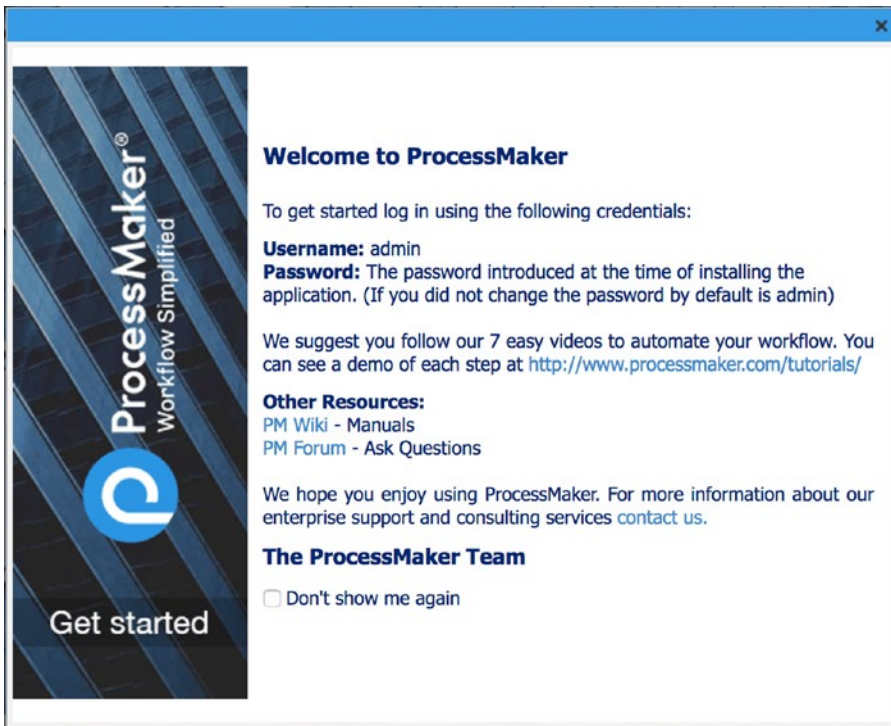 ProcessMaker®
Workflow Simplified
Get started
Welcome to ProcessMaker
To get started log in using the following credentials:
Username: admin
Password: The password introduced at the time of installing the
application. (If you did not change the password by default is admin)
We suggest you follow our 7 easy videos to automate your workflow. You
can see a demo of each step at http://www.processmaker.com/tutorials/
Other Resources:
PM Wiki - Manuals
PM Forum - Ask Questions
We hope you enjoy using ProcessMaker. For more information about our
enterprise support and consulting services contact us.
The ProcessMaker Team
Don't show me again